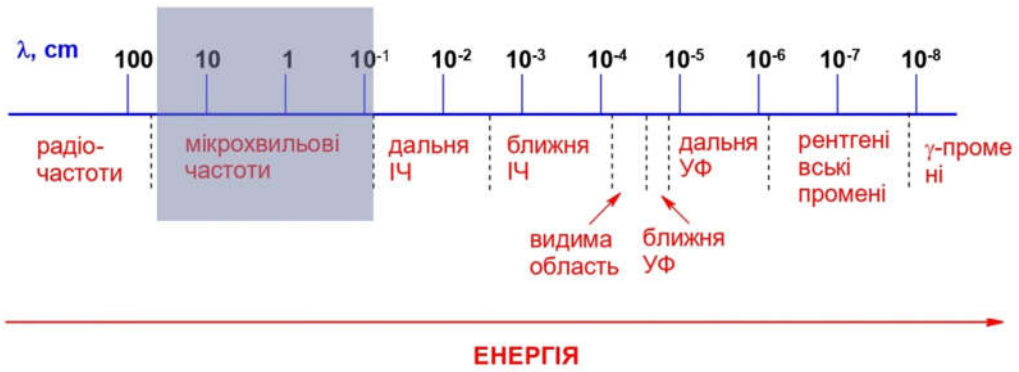 λ, cm
100 10 1 10⁻¹ 10⁻² 10⁻³ 10⁻⁴ 10⁻⁵ 10⁻⁶ 10⁻⁷ 10⁻⁸
радіо-
частоти
мікрохвильові
частоти
дальня
ІЧ
ближня
ІЧ
дальня
УФ
рентгені
вські
промені
γ-проме
ні
видима
область
ближня
УФ
ЕНЕРГІЯ